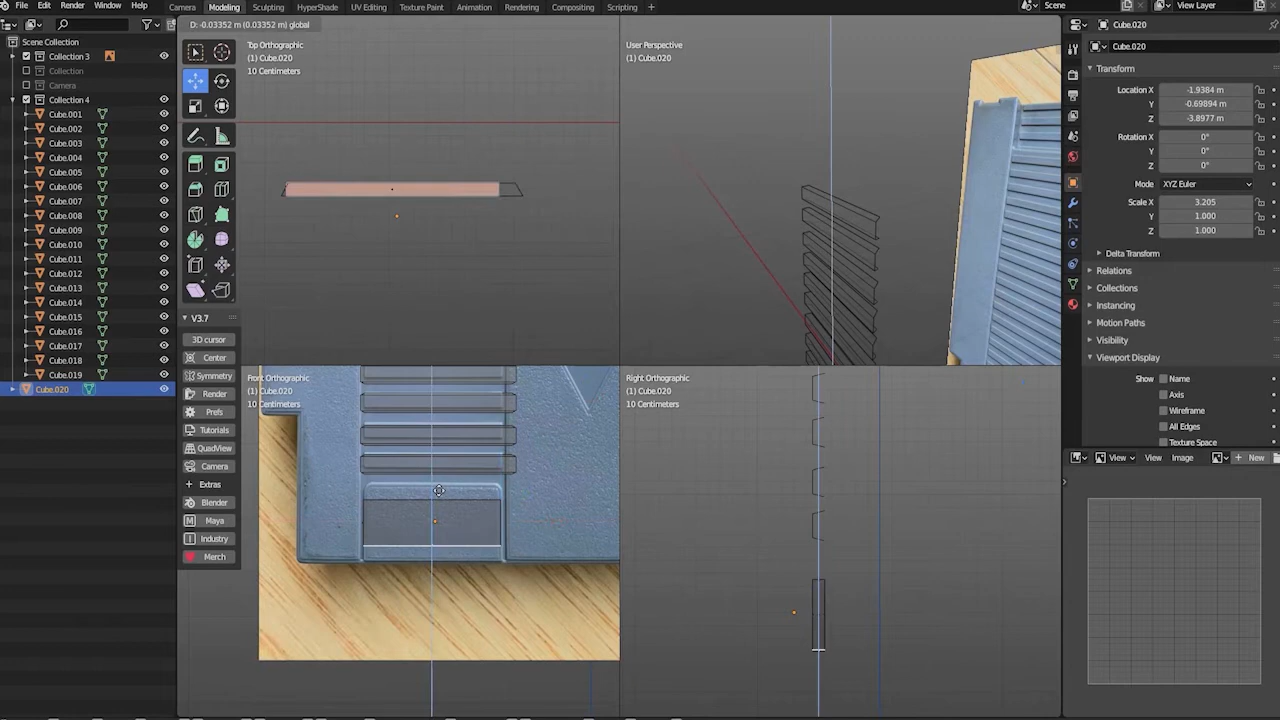 File Edit Render Window Help
Camera Modeling Sculpting HyperShade UV Editing Texture Paint Animation Rendering Compositing Scripting +
Scene
View Layer
D: -0.03352 m (0.03352 m) global
Scene Collection
Collection 3
Collection
Camera
Collection 4
Cube.001
Cube.002
Cube.003
Cube.004
Cube.005
Cube.006
Cube.007
Cube.008
Cube.009
Cube.010
Cube.011
Cube.012
Cube.013
Cube.014
Cube.015
Cube.016
Cube.017
Cube.018
Cube.019
Cube.020
V3.7
3D cursor
Center
Symmetry
Render
Prefs
Tutorials
QuadView
Camera
Extras
Blender
Maya
Industry
Merch
Top Orthographic
(1) Cube.020
10 Centimeters
User Perspective
(1) Cube.020
Front Orthographic
(1) Cube.020
10 Centimeters
Right Orthographic
(1) Cube.020
10 Centimeters
Cube.020
Cube.020
Transform
Location X -1.9384 m
Y -0.69894 m
Z -3.8977 m
Rotation X 0°
Y 0°
Z 0°
Mode XYZ Euler
Scale X 3.205
Y 1.000
Z 1.000
Delta Transform
Relations
Collections
Instancing
Motion Paths
Visibility
Viewport Display
Show Name
Axis
Wireframe
All Edges
Texture Space
View View Image + New